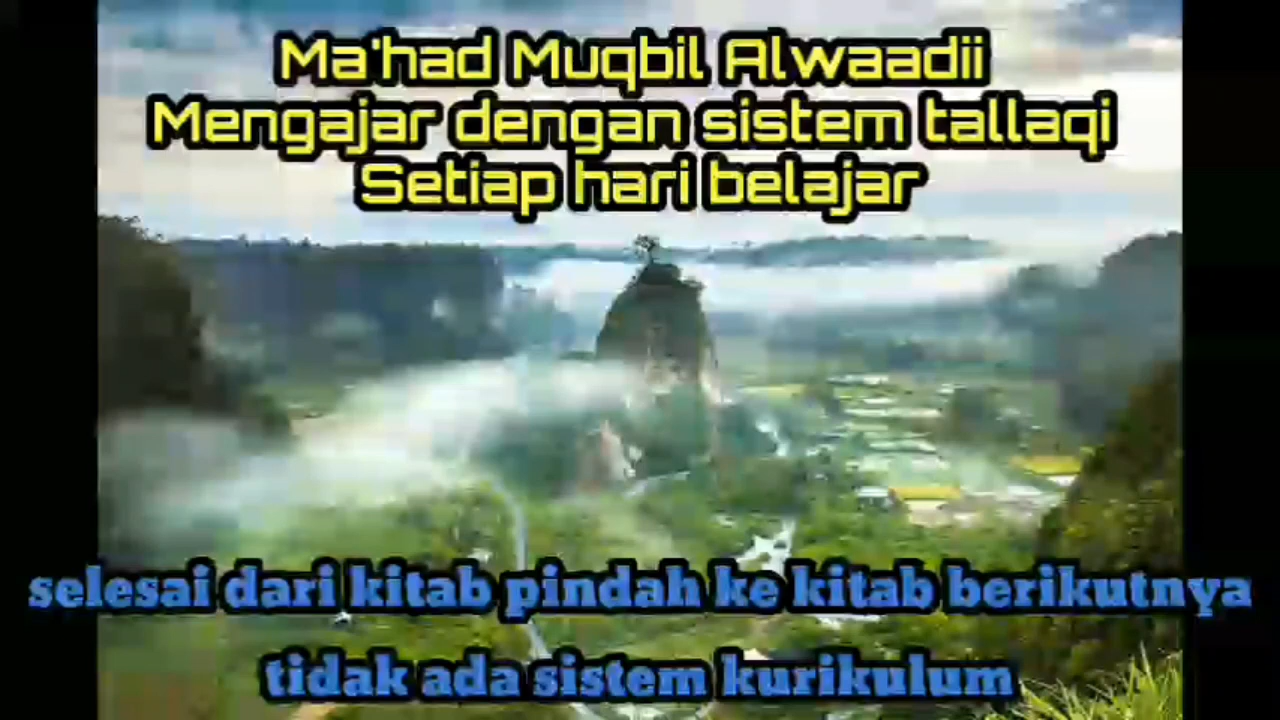 Ma'had Muqbil Alwaadii
Mengajar dengan sistem tallaqi
Setiap hari belajar
selesai dari kitab pindah ke kitab berikutnya
tidak ada sistem kurikulum